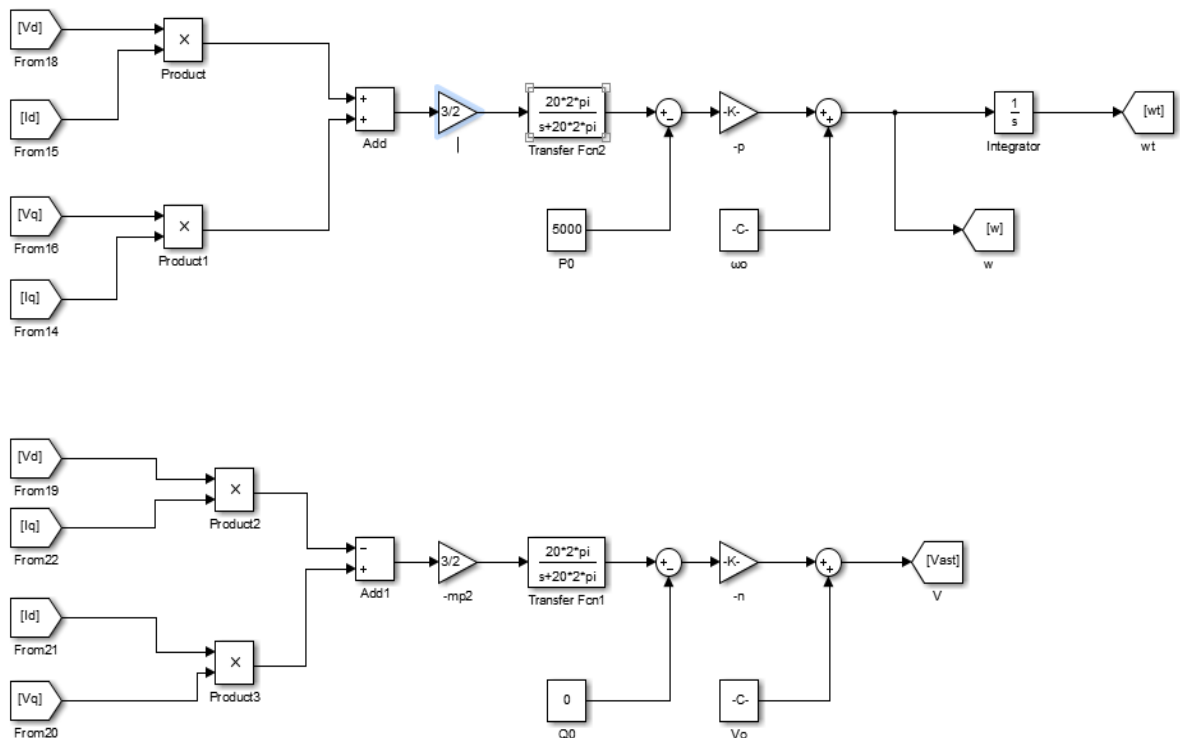 [Vd]
From18
×
Product
[Id]
From15
+
+
Add
3/2
20*2*pi
s+20*2*pi
Transfer Fcn2
+
−
-K-
-p
+
+
1
s
Integrator
[wt]
wt
[Vq]
From16
×
Product1
5000
P0
-C-
ωo
[w]
w
[Iq]
From14
[Vd]
From19
×
Product2
[Iq]
From22
−
+
Add1
3/2
-mp2
20*2*pi
s+20*2*pi
Transfer Fcn1
+
−
-K-
-n
+
+
[Vast]
V
[Id]
From21
×
Product3
[Vq]
From20
0
Q0
-C-
Vo